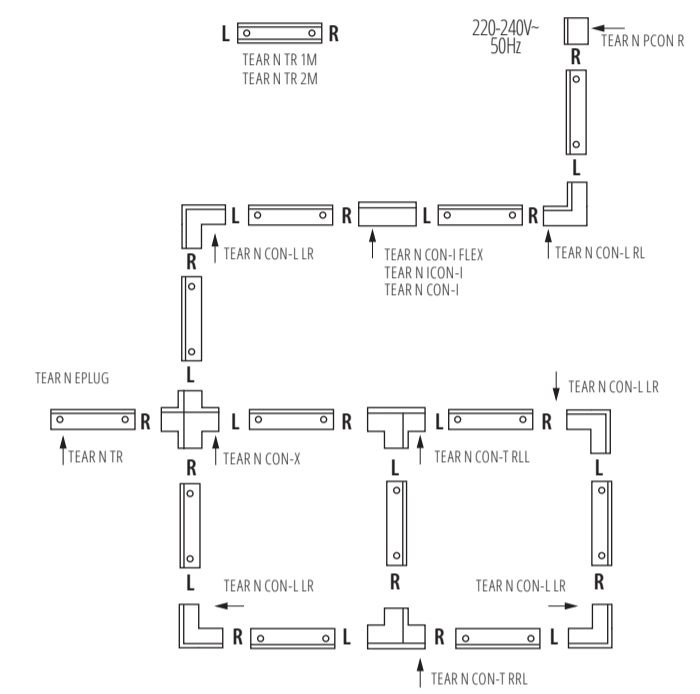 L R
TEAR N TR 1M
TEAR N TR 2M
220-240V~
50Hz
TEAR N PCON R
R
L
L R L R
TEAR N CON-L LR
TEAR N CON-I FLEX
TEAR N ICON-I
TEAR N CON-I
TEAR N CON-L RL
R
L
TEAR N EPLUG
TEAR N CON-L LR
R L R L R
TEAR N TR
TEAR N CON-X
TEAR N CON-T RLL
R L L
L R R
TEAR N CON-L LR
TEAR N CON-L LR
R L R L
TEAR N CON-T RRL